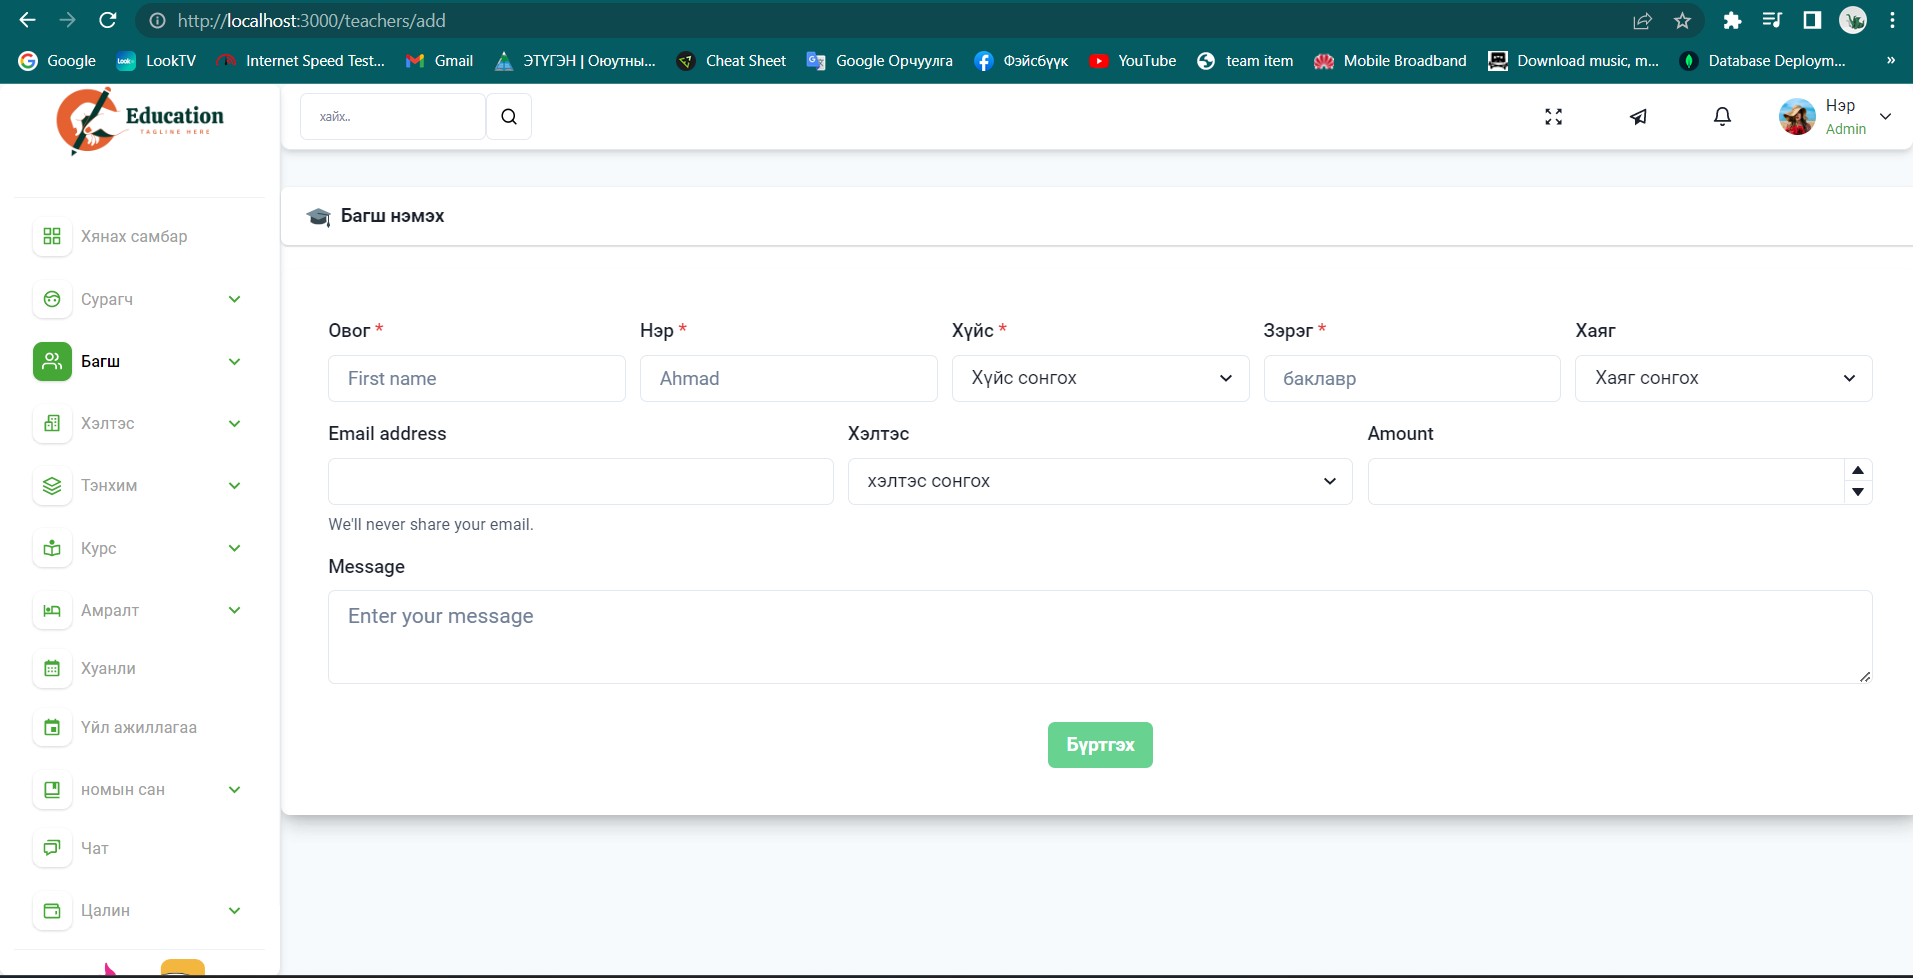 http://localhost:3000/teachers/add
Google LookTV Internet Speed Test... Gmail ЭТҮГЭН | Оюутны... Cheat Sheet Google Орчуулга Фэйсбүүк YouTube team item Mobile Broadband Download music, m... Database Deploym... »
Education
TAGLINE HERE
хайх..
Нэр
Admin
Багш нэмэх
Хянах самбар
Сурагч
Багш
Хэлтэс
Тэнхим
Курс
Амралт
Хуанли
Үйл ажиллагаа
номын сан
Чат
Цалин
Овог * Нэр * Хүйс * Зэрэг * Хаяг
First name Ahmad Хүйс сонгох баклавр Хаяг сонгох
Email address Хэлтэс Amount
хэлтэс сонгох
We'll never share your email.
Message
Enter your message
Бүртгэх